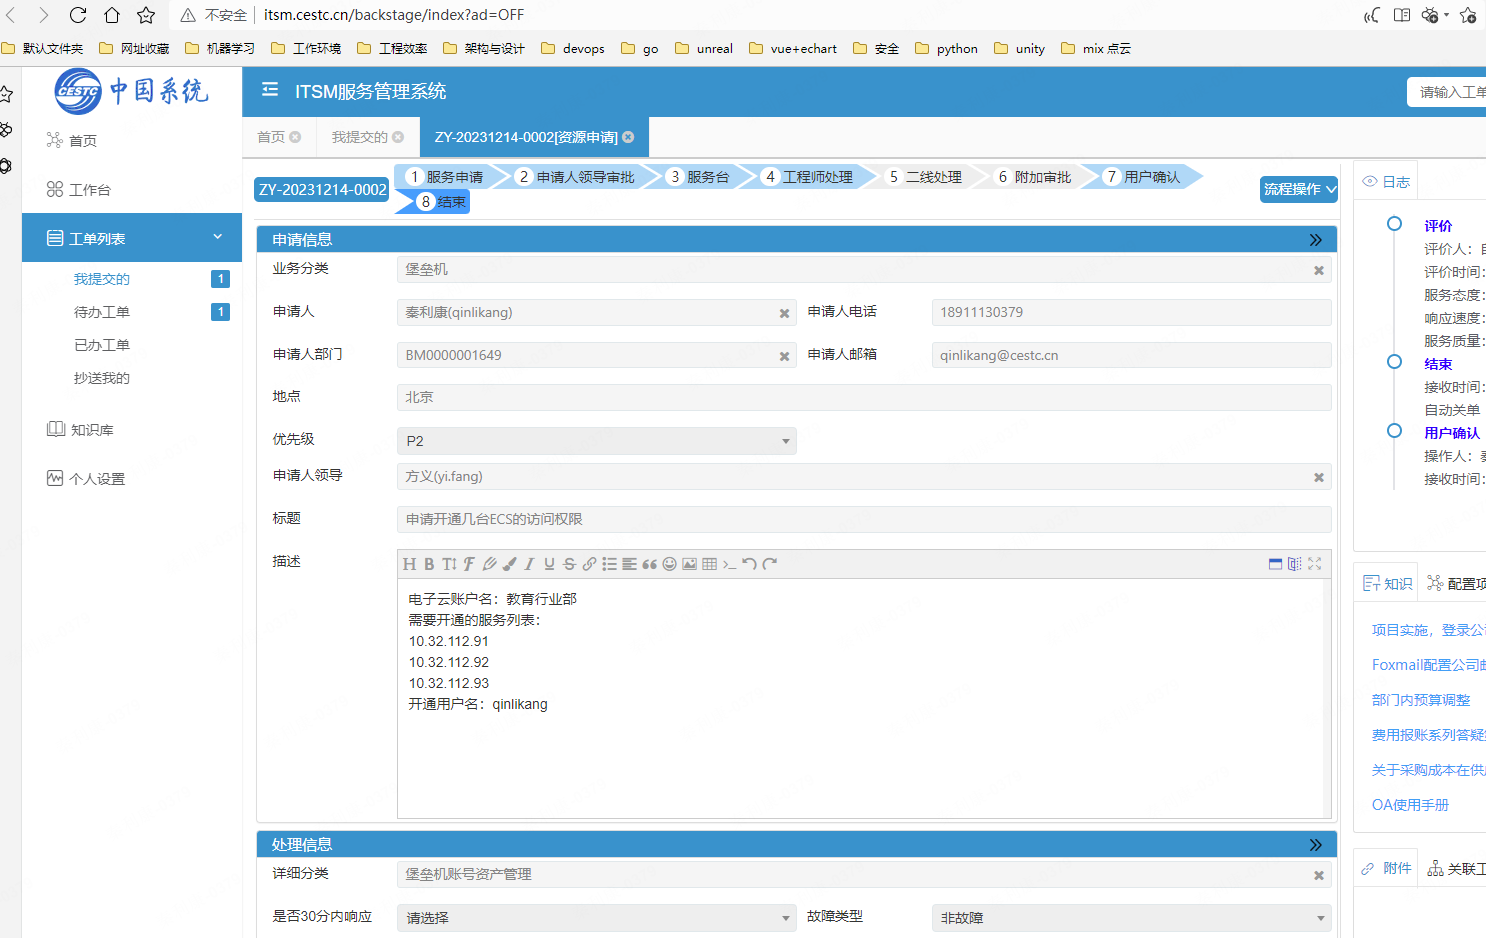 不安全 itsm.cestc.cn/backstage/index?ad=OFF
默认文件夹 网址收藏 机器学习 工作环境 工程效率 架构与设计 devops go unreal vue+echart 安全 python unity mix 点云
CESTC 中国系统
ITSM服务管理系统
请输入工单
首页
工作台
工单列表
我提交的 1
待办工单 1
已办工单
抄送我的
知识库
个人设置
首页 我提交的 ZY-20231214-0002[资源申请]
ZY-20231214-0002
1 服务申请 2 申请人领导审批 3 服务台 4 工程师处理 5 二线处理 6 附加审批 7 用户确认
8 结束
流程操作
申请信息
业务分类 堡垒机
申请人 秦利康(qinlikang) 申请人电话 18911130379
申请人部门 BM0000001649 申请人邮箱 qinlikang@cestc.cn
地点 北京
优先级 P2
申请人领导 方义(yi.fang)
标题 申请开通几台ECS的访问权限
描述
电子云账户名：教育行业部
需要开通的服务列表：
10.32.112.91
10.32.112.92
10.32.112.93
开通用户名：qinlikang
处理信息
详细分类 堡垒机账号资产管理
是否30分内响应 请选择 故障类型 非故障
日志
评价
评价人：
评价时间：
服务态度：
响应速度：
服务质量：
结束
接收时间：
自动关单
用户确认
操作人：
接收时间：
知识 配置项
项目实施，登录公
Foxmail配置公司
部门内预算调整
费用报账系列答疑
关于采购成本在供
OA使用手册
附件 关联工